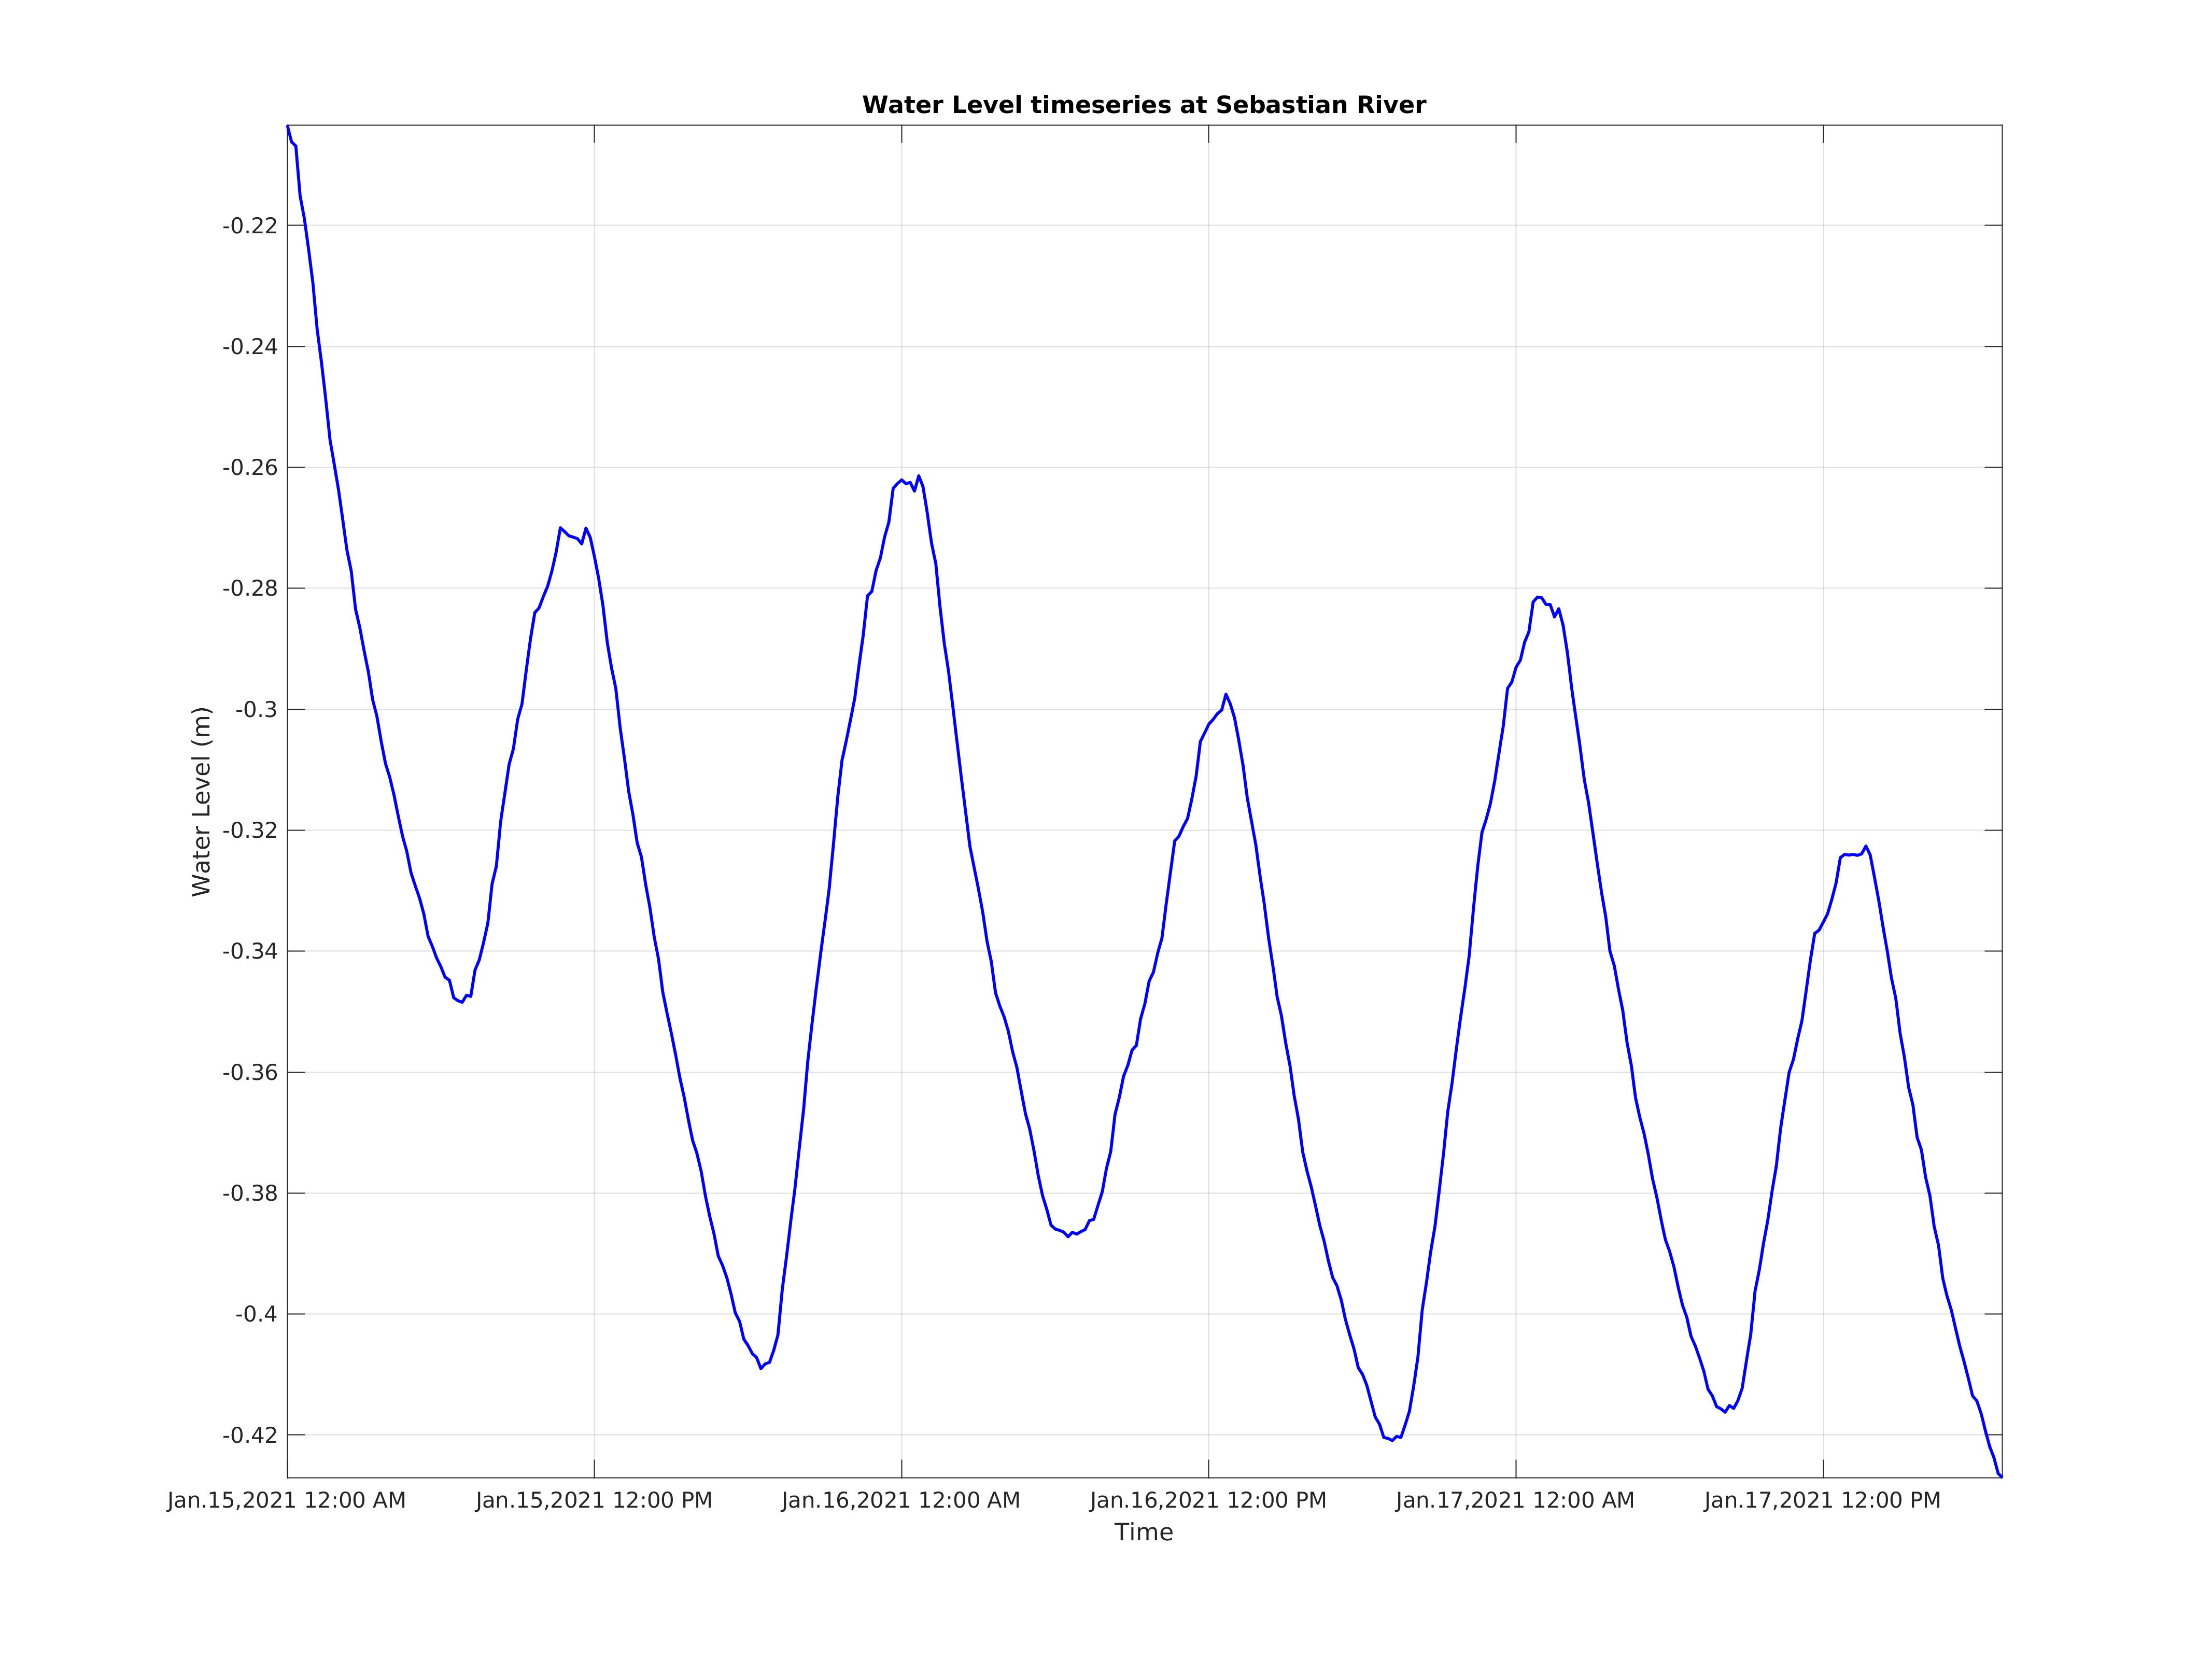 Water Level timeseries at Sebastian River
-0.22
-0.24
-0.26
-0.28
-0.3
-0.32
-0.34
-0.36
-0.38
-0.4
-0.42
Water Level (m)
Jan.15,2021 12:00 AM Jan.15,2021 12:00 PM Jan.16,2021 12:00 AM Jan.16,2021 12:00 PM Jan.17,2021 12:00 AM Jan.17,2021 12:00 PM
Time